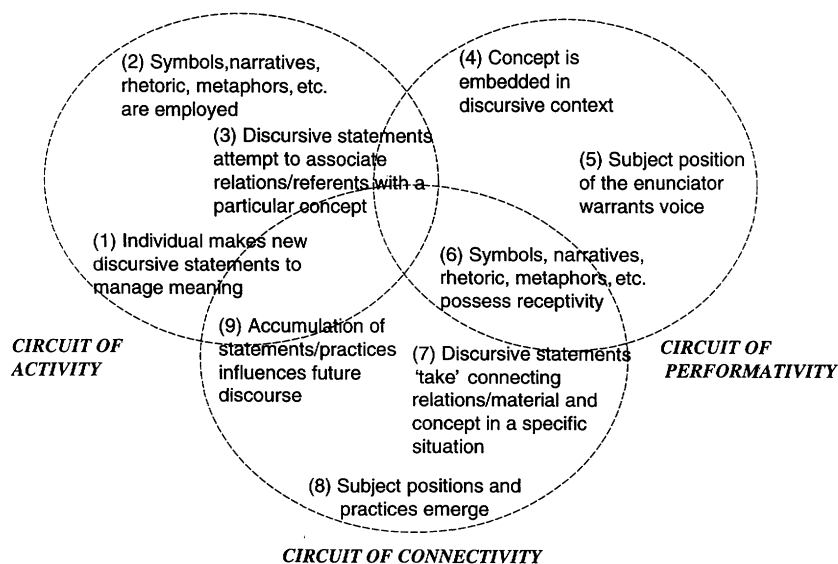 (2) Symbols,narratives,
rhetoric, metaphors, etc.
are employed
(4) Concept is
embedded in
discursive context
(3) Discursive statements
attempt to associate
relations/referents with a
particular concept
(5) Subject position
of the enunciator
warrants voice
(1) Individual makes new
discursive statements to
manage meaning
(6) Symbols, narratives,
rhetoric, metaphors, etc.
possess receptivity
(9) Accumulation of
statements/practices
influences future
discourse
(7) Discursive statements
'take' connecting
relations/material and
concept in a specific
situation
CIRCUIT OF
ACTIVITY
CIRCUIT OF
PERFORMATIVITY
(8) Subject positions and
practices emerge
CIRCUIT OF CONNECTIVITY